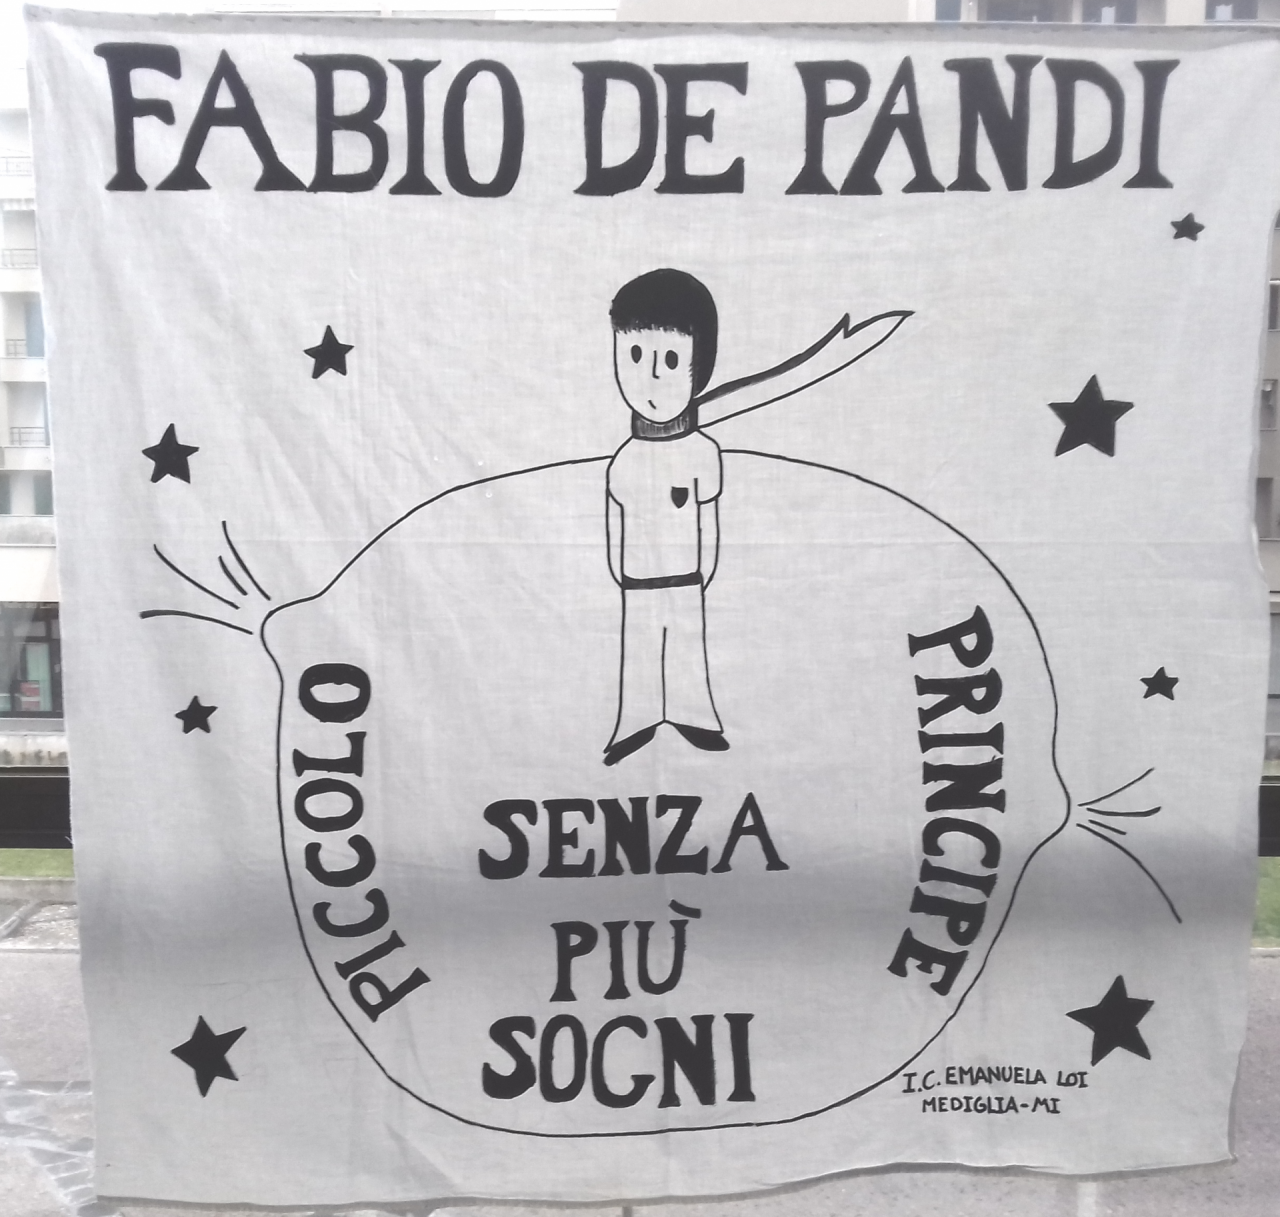 FABIO DE PANDI
PICCOLO
PRINCIPE
SENZA
PIÙ
SOGNI
I.C. EMANUELA LOI
MEDIGLIA-MI